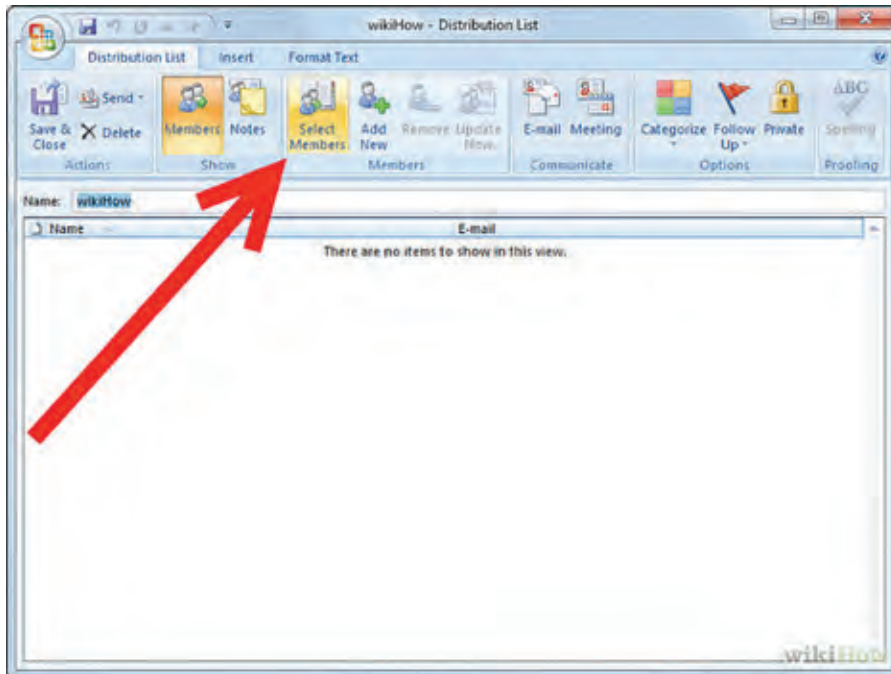 wikiHow - Distribution List
Distribution List Insert Format Text
Save & Close Send Delete Members Notes Select Members Add New Remove Update Now E-mail Meeting Categorize Follow Up Private ABC Spelling
Actions Show Members Communicate Options Proofing
Name: wikiHow
Name E-mail
There are no items to show in this view.
wikiHow